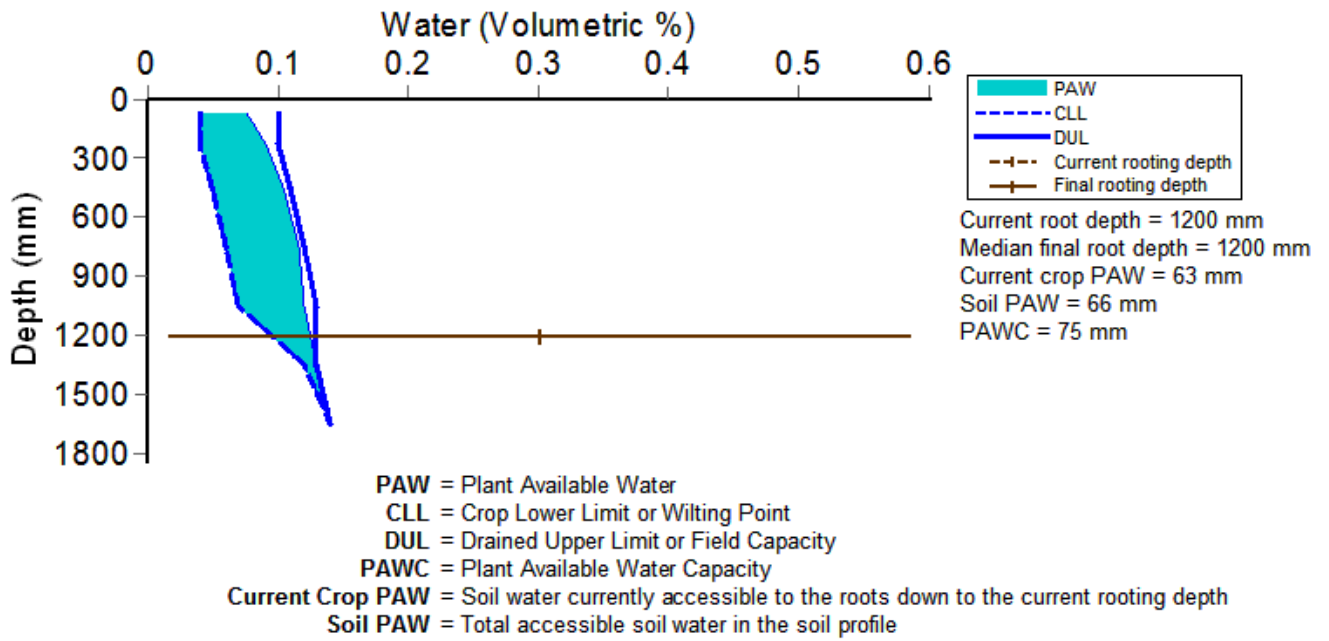 Water (Volumetric %)
0 0.1 0.2 0.3 0.4 0.5 0.6
Depth (mm)
0
300
600
900
1200
1500
1800
PAW
CLL
DUL
Current rooting depth
Final rooting depth
Current root depth = 1200 mm
Median final root depth = 1200 mm
Current crop PAW = 63 mm
Soil PAW = 66 mm
PAWC = 75 mm
PAW = Plant Available Water
CLL = Crop Lower Limit or Wilting Point
DUL = Drained Upper Limit or Field Capacity
PAWC = Plant Available Water Capacity
Current Crop PAW = Soil water currently accessible to the roots down to the current rooting depth
Soil PAW = Total accessible soil water in the soil profile